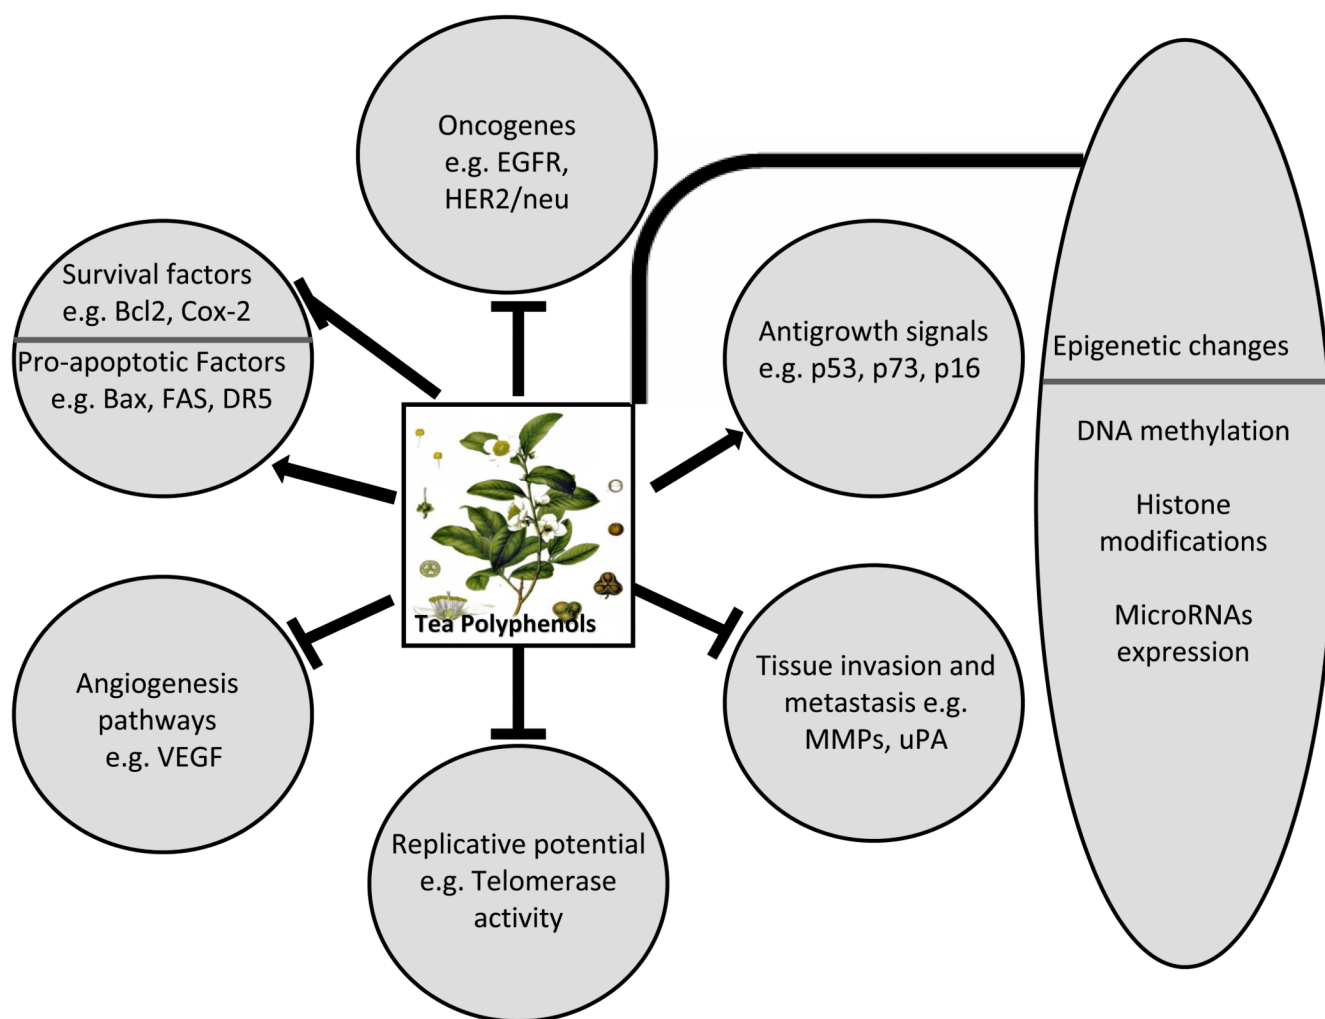 Oncogenes
e.g. EGFR,
HER2/neu
Survival factors
e.g. Bcl2, Cox-2
Pro-apoptotic Factors
e.g. Bax, FAS, DR5
Antigrowth signals
e.g. p53, p73, p16
Epigenetic changes
DNA methylation
Histone
modifications
MicroRNAs
expression
Tea Polyphenols
Angiogenesis
pathways
e.g. VEGF
Tissue invasion and
metastasis e.g.
MMPs, uPA
Replicative potential
e.g. Telomerase
activity